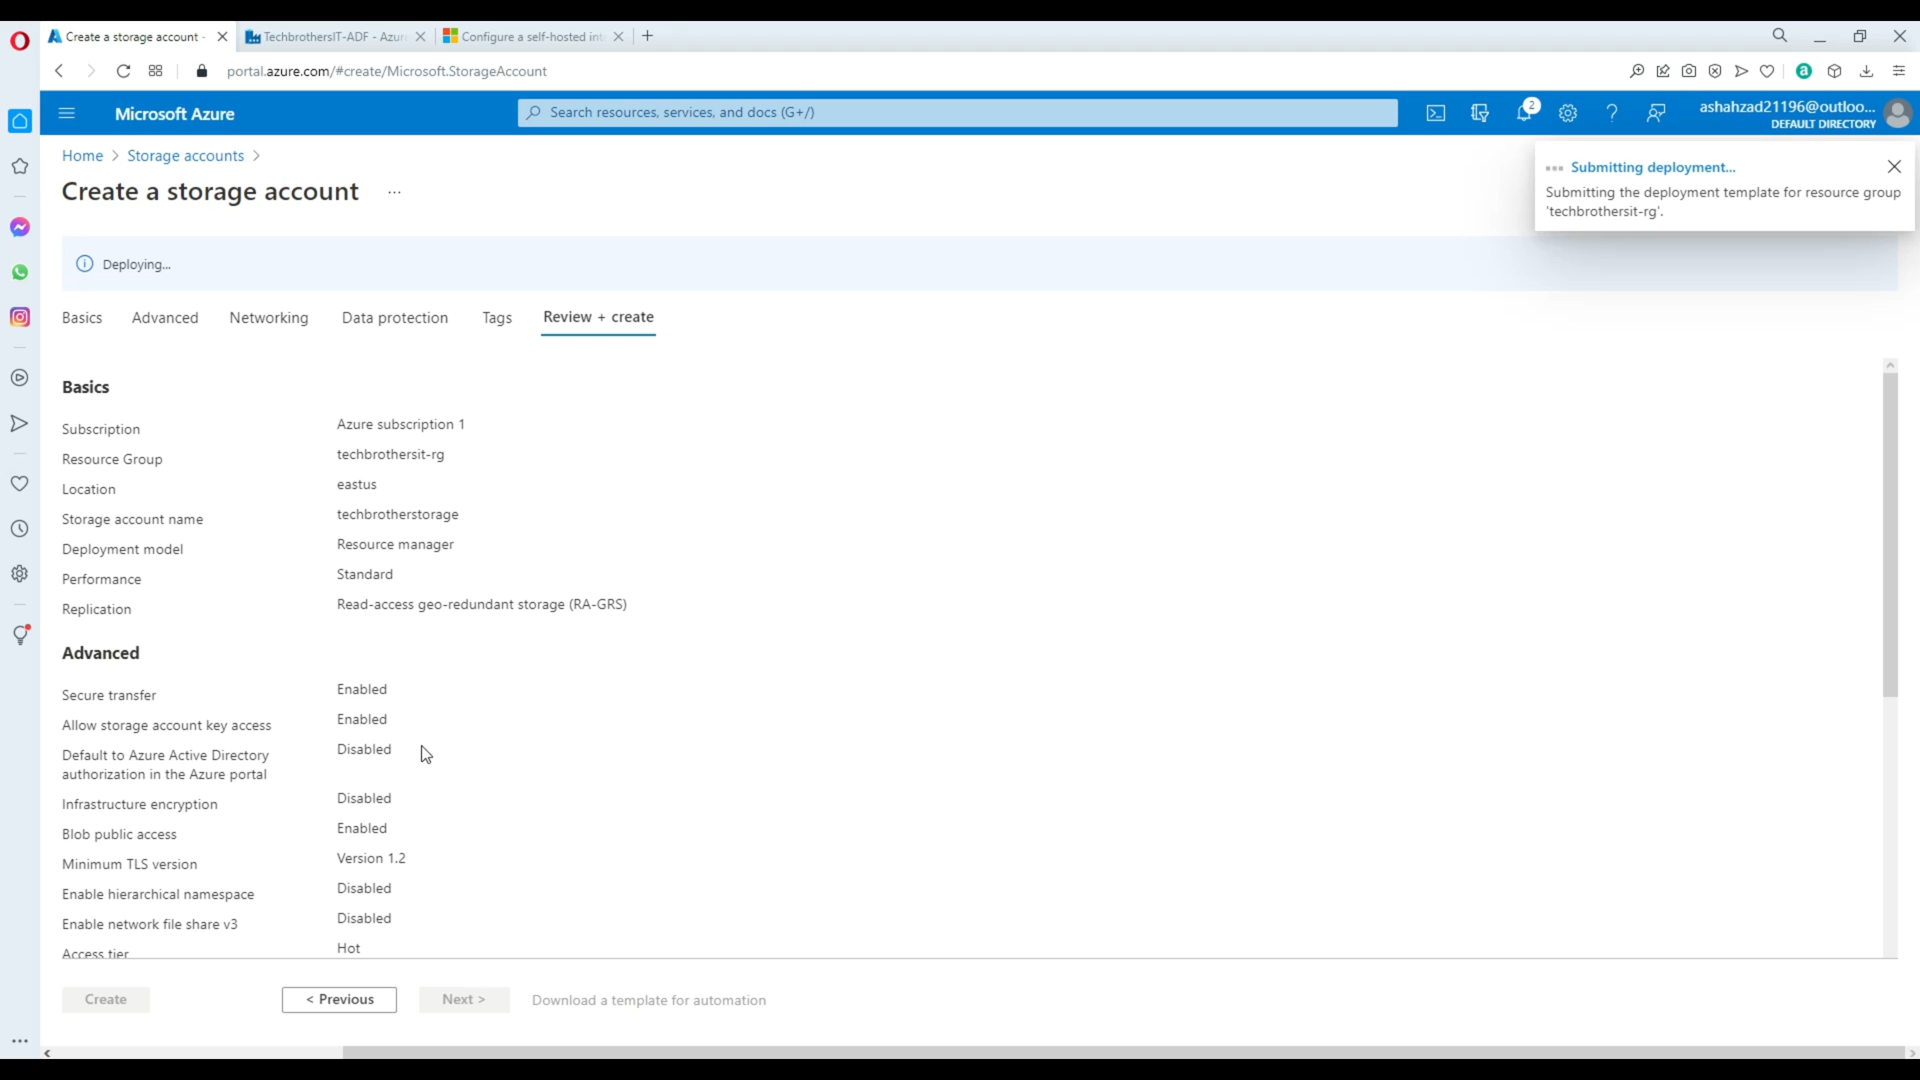 Create a storage account -
TechbrothersIT-ADF - Azur
Configure a self-hosted int
portal.azure.com/#create/Microsoft.StorageAccount
Microsoft Azure
Search resources, services, and docs (G+/)
2
ashahzad21196@outloo...
DEFAULT DIRECTORY
Home > Storage accounts >
Create a storage account ...
Submitting deployment...
Submitting the deployment template for resource group
'techbrothersit-rg'.
Deploying...
Basics
Advanced
Networking
Data protection
Tags
Review + create
Basics
Subscription
Azure subscription 1
Resource Group
techbrothersit-rg
Location
eastus
Storage account name
techbrotherstorage
Deployment model
Resource manager
Performance
Standard
Replication
Read-access geo-redundant storage (RA-GRS)
Advanced
Secure transfer
Enabled
Allow storage account key access
Enabled
Default to Azure Active Directory
authorization in the Azure portal
Disabled
Infrastructure encryption
Disabled
Blob public access
Enabled
Minimum TLS version
Version 1.2
Enable hierarchical namespace
Disabled
Enable network file share v3
Disabled
Access tier
Hot
Create
< Previous
Next >
Download a template for automation